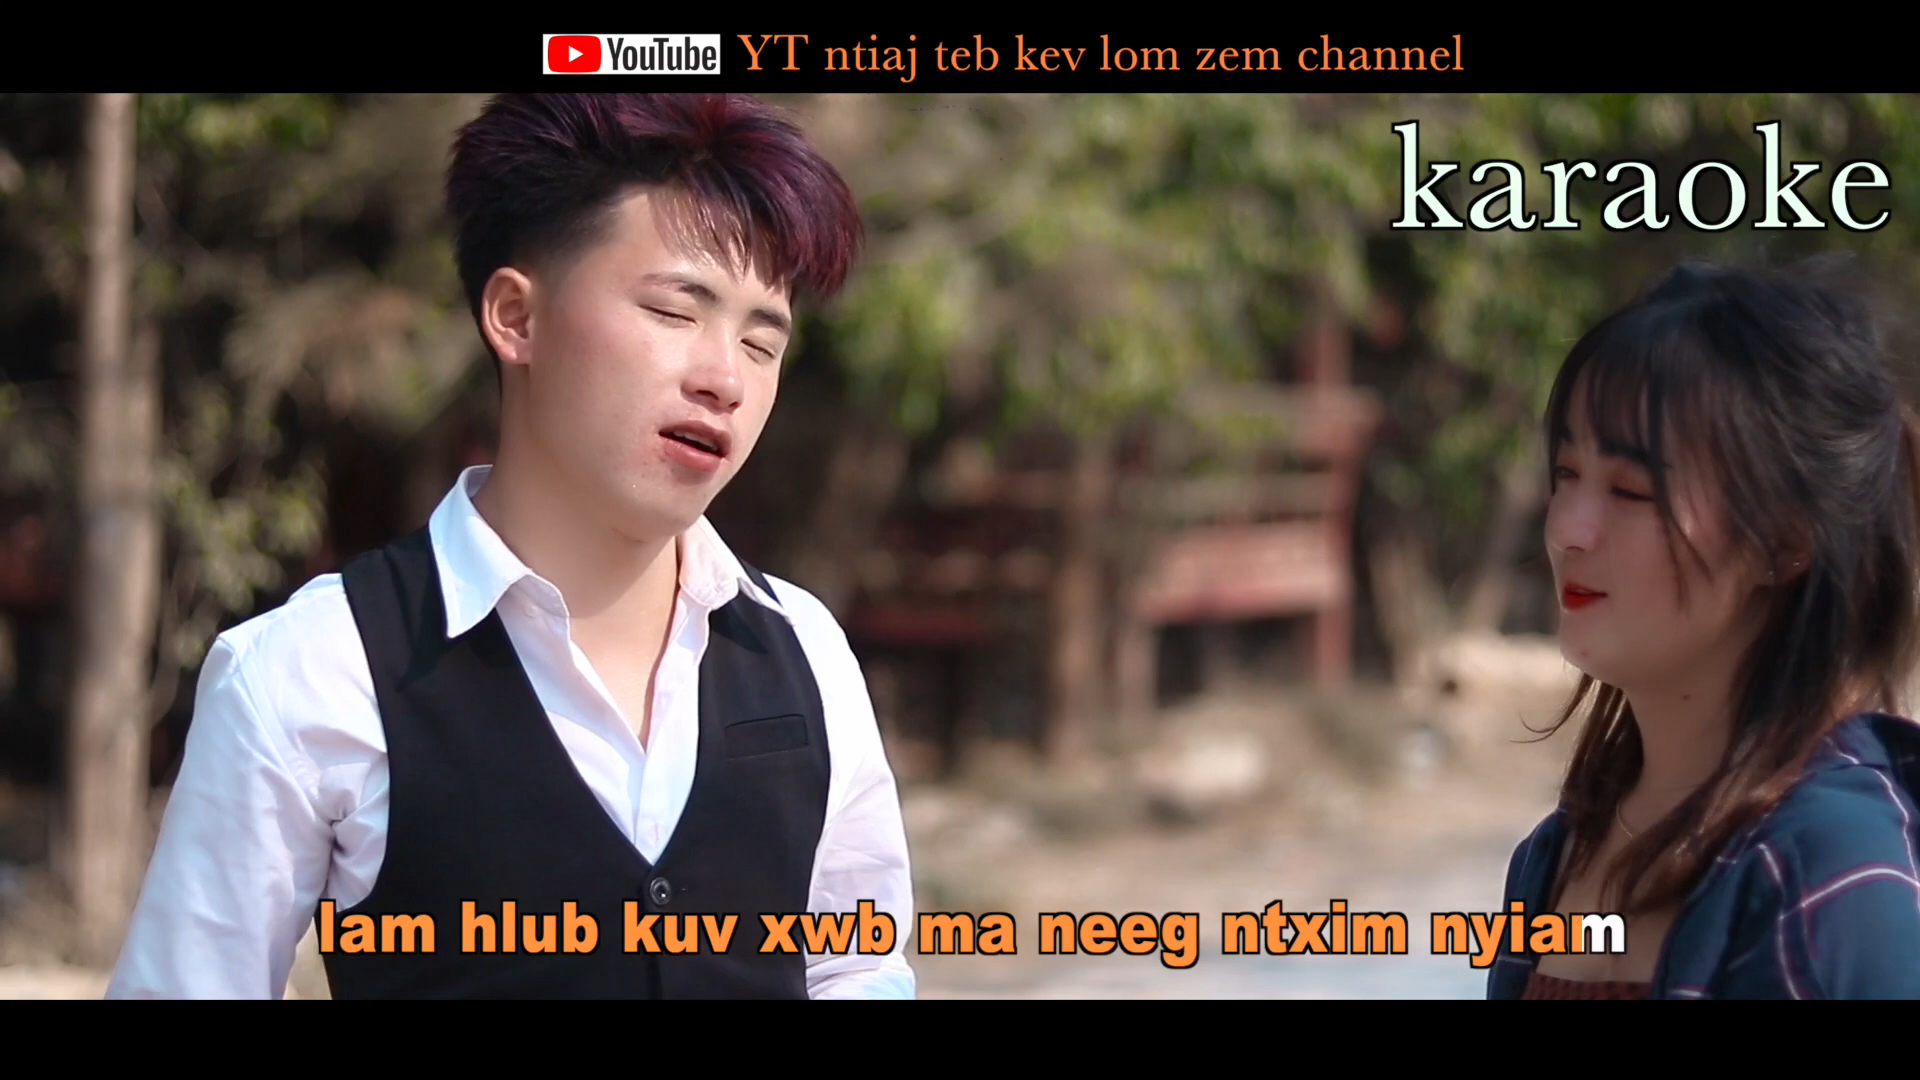 YouTube YT ntiaj teb kev lom zem channel
karaoke
lam hlub kuv xwb ma neeg ntxim nyiam